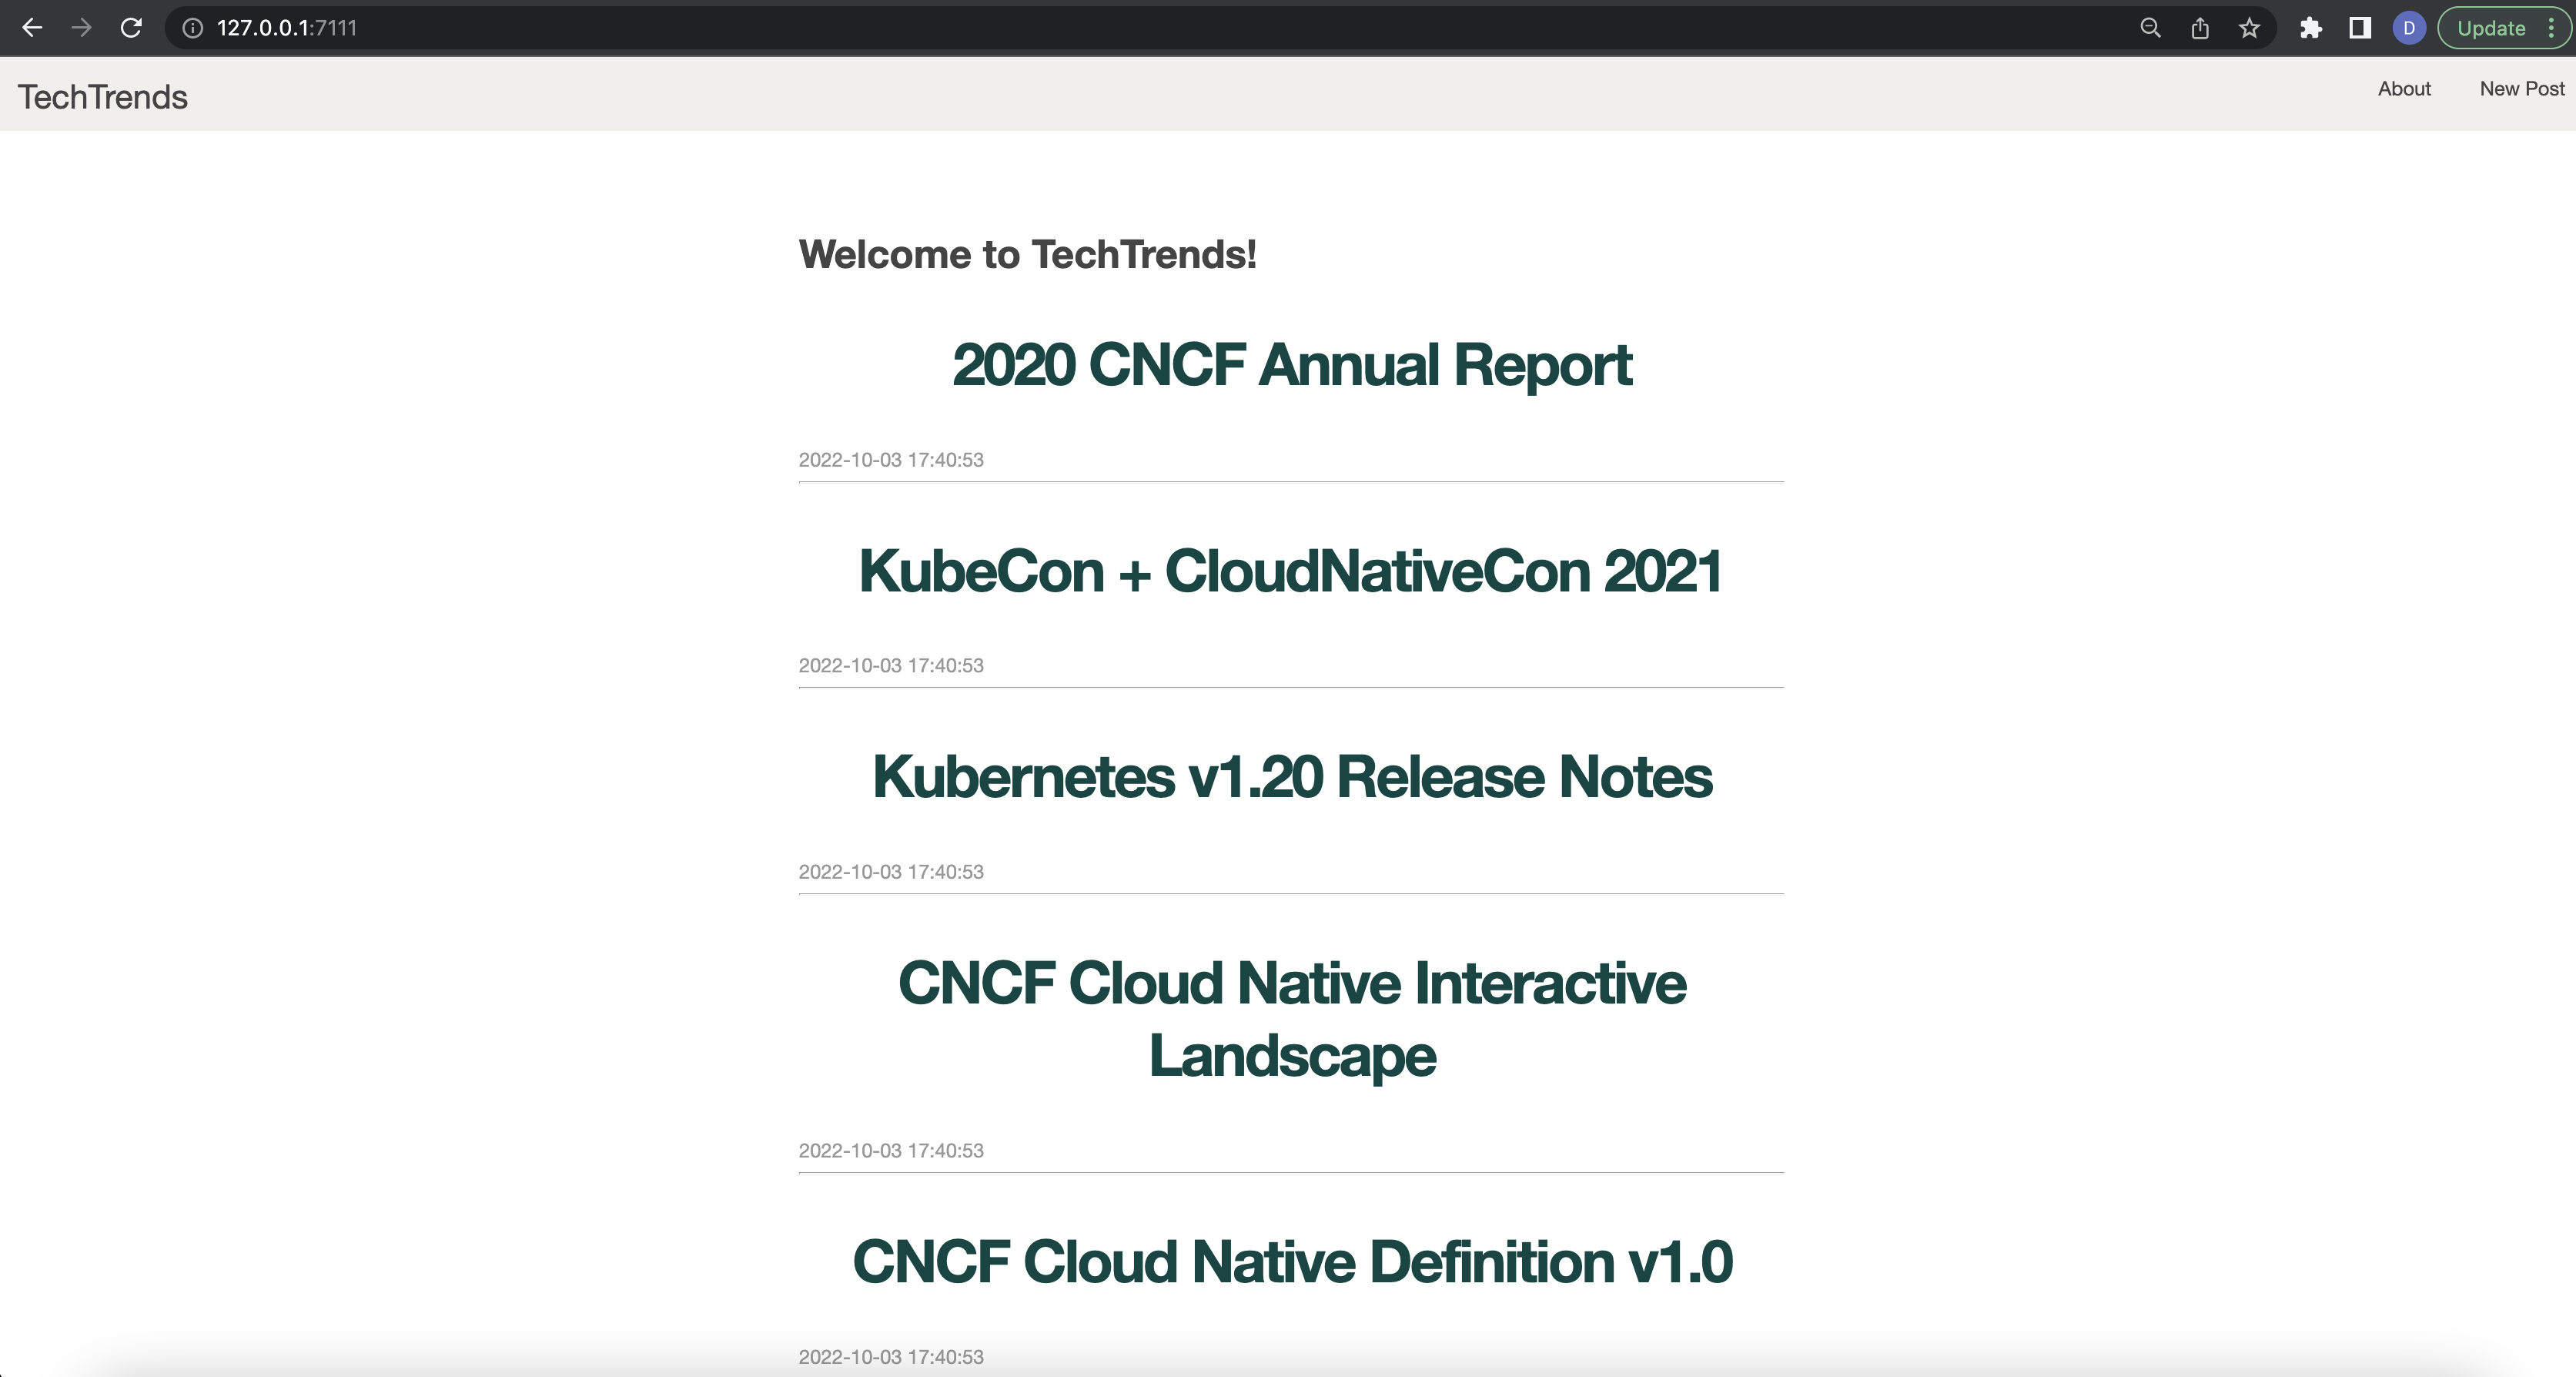 127.0.0.1:7111
D
Update
TechTrends
About
New Post
Welcome to TechTrends!
2020 CNCF Annual Report
2022-10-03 17:40:53
KubeCon + CloudNativeCon 2021
2022-10-03 17:40:53
Kubernetes v1.20 Release Notes
2022-10-03 17:40:53
CNCF Cloud Native Interactive
Landscape
2022-10-03 17:40:53
CNCF Cloud Native Definition v1.0
2022-10-03 17:40:53